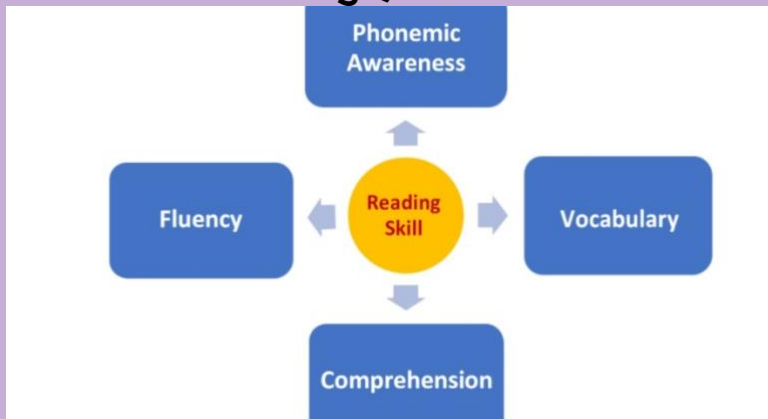 Phonemic
Awareness
Fluency
Reading
Skill
Vocabulary
Comprehension